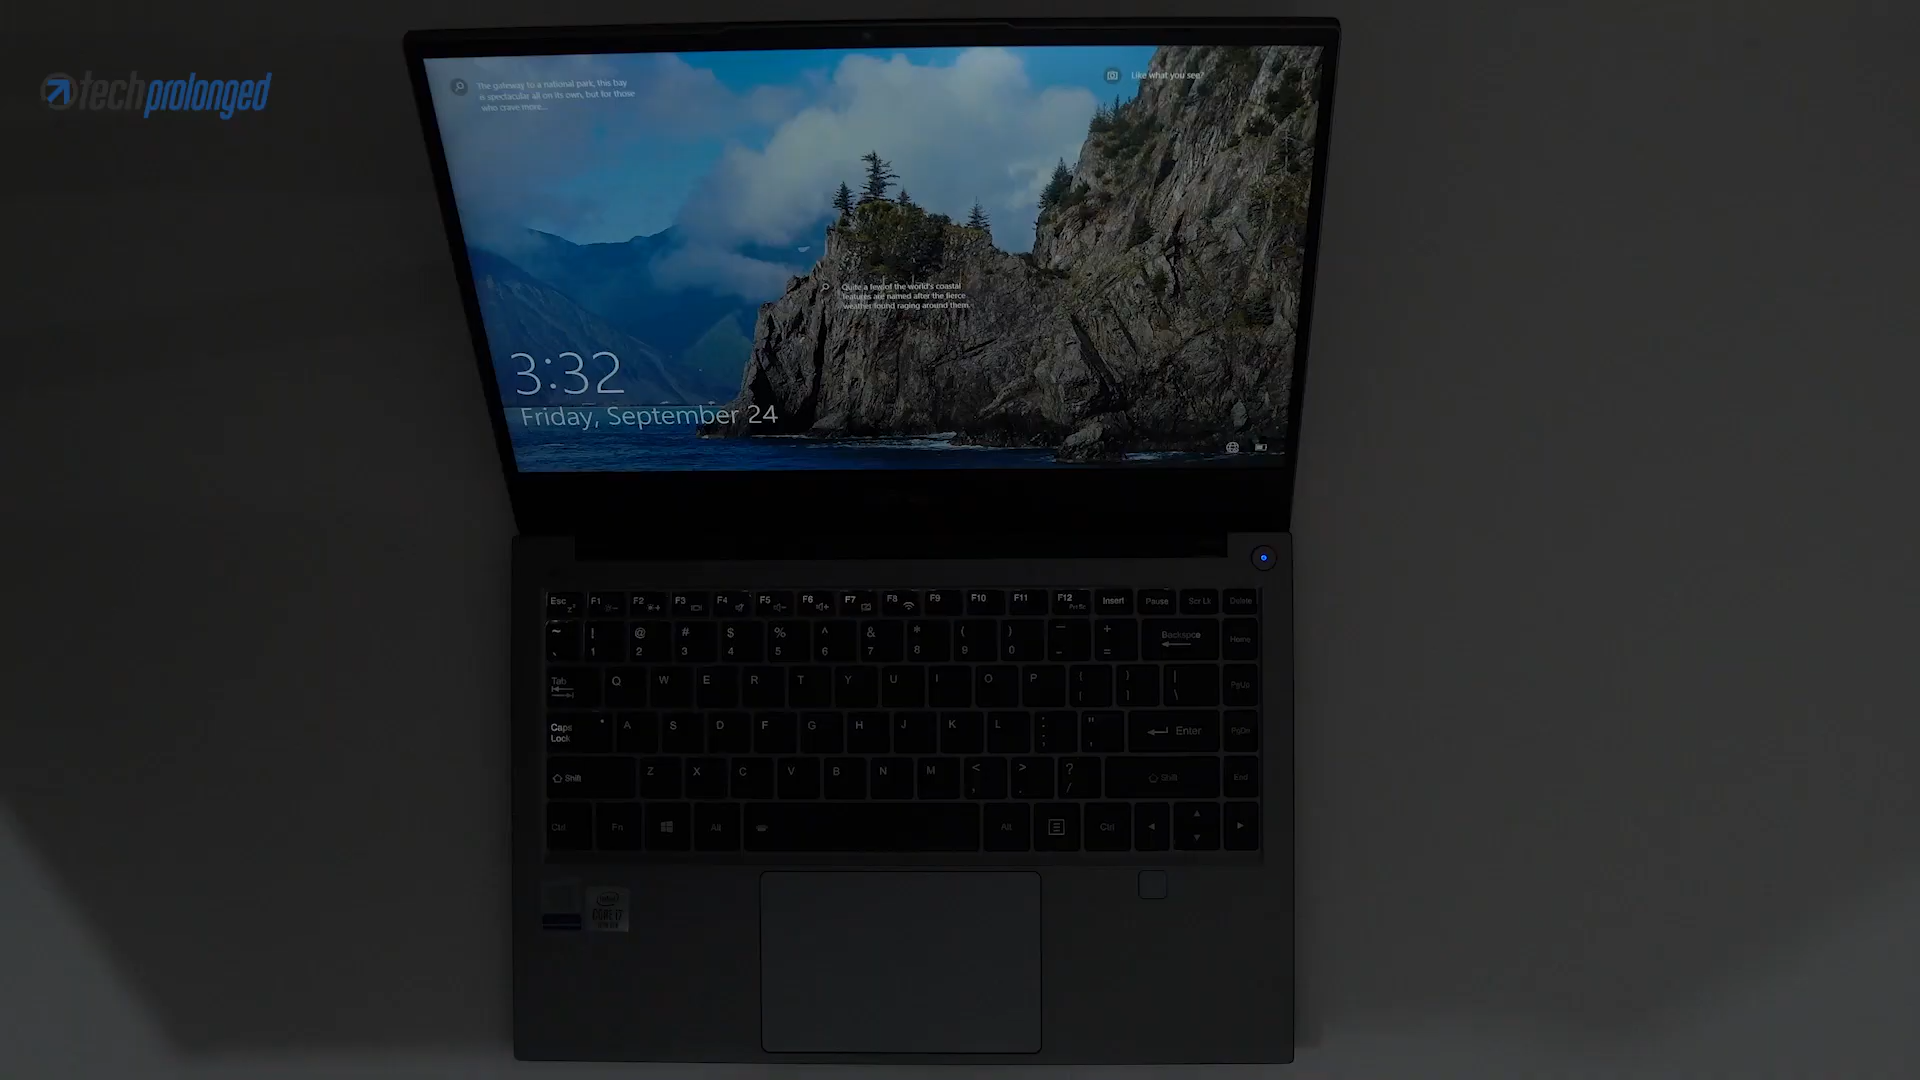 techprolonged
The gateway to a national park, this bay
is spectacular all on its own, but for those
who crave more...
Like what you see?
Quite a few of the world's coastal
features are named after the fierce
weather found raging around them.
3:32
Friday, September 24
Esc F1 F2 F3 F4 F5 F6 F7 F8 F9 F10 F11 F12 Insert Pause Scr Lk Delete
~ ! @ # $ % ^ & * ( ) _ + Backspace Home
` 1 2 3 4 5 6 7 8 9 0 - =
Tab Q W E R T Y U I O P { } | PgUp
[ ] \
Caps Lock A S D F G H J K L : " Enter PgDn
; '
Shift Z X C V B N M < > ? Shift End
, . /
Ctrl Fn Alt Alt Ctrl
intel
CORE i7